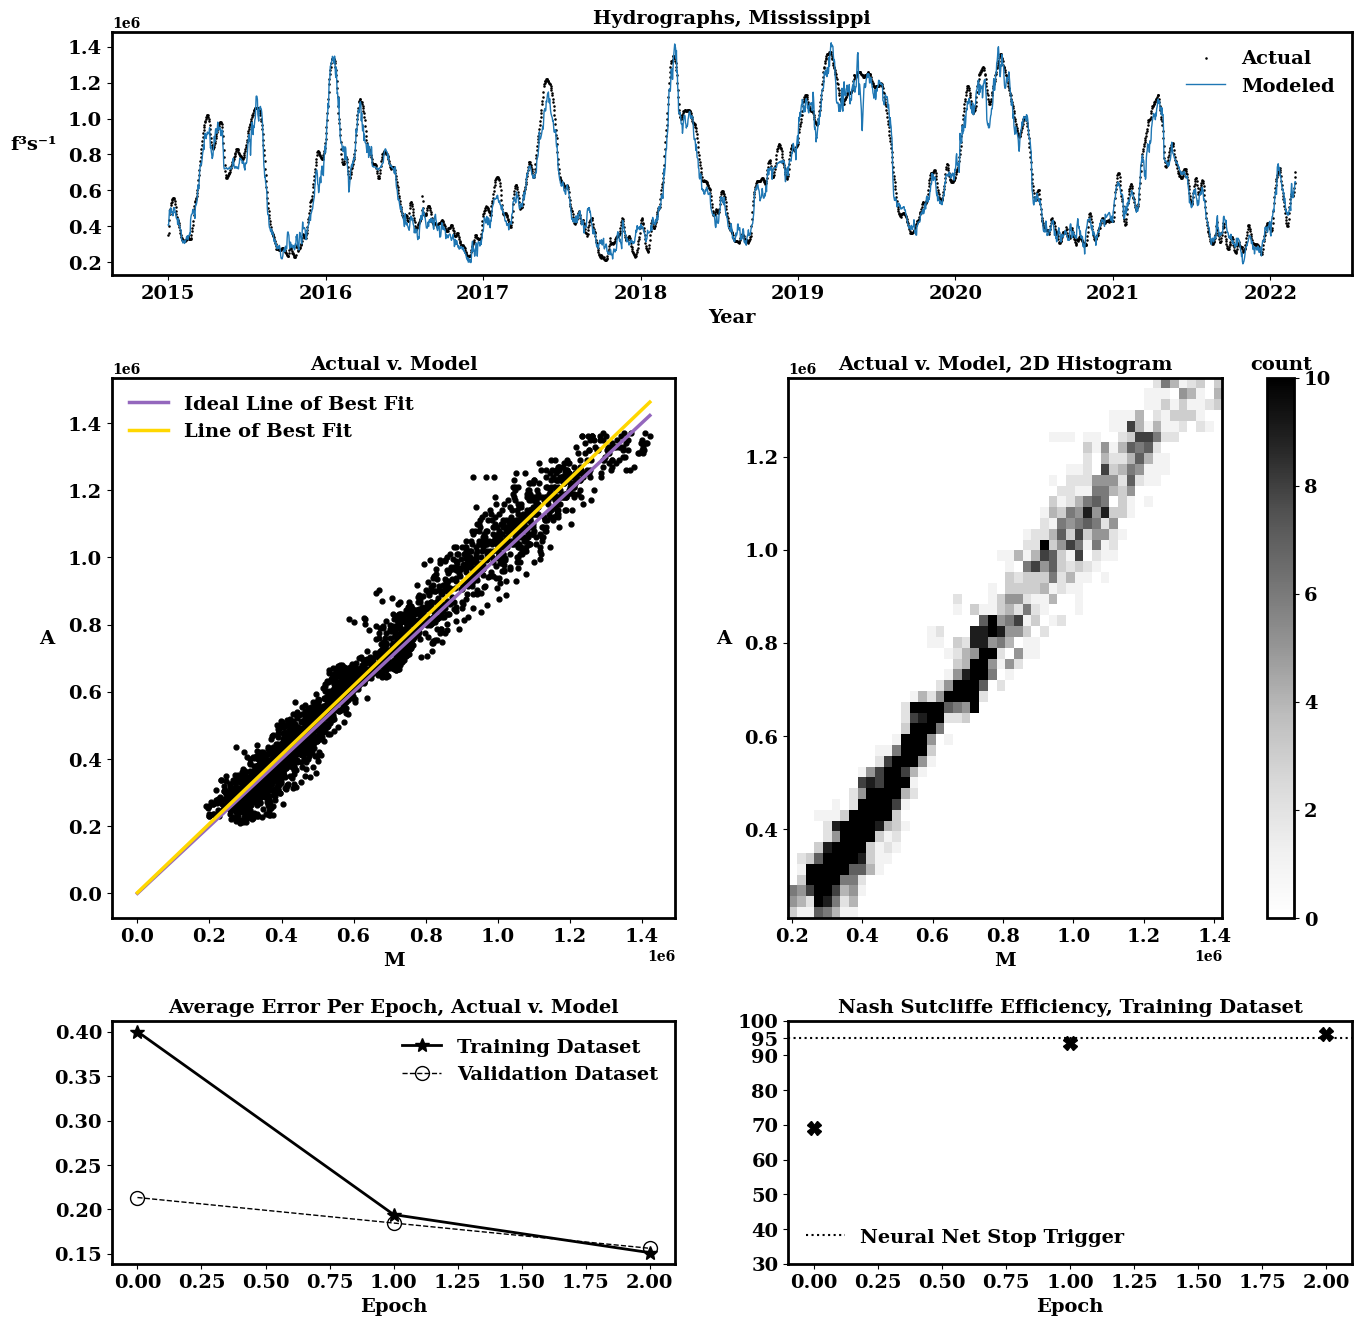 Hydrographs, Mississippi
1e6
1.4
1.2
1.0
0.8
0.6
0.4
0.2
f³s⁻¹
Actual
Modeled
2015 2016 2017 2018 2019 2020 2021 2022
Year
Actual v. Model
1e6
Ideal Line of Best Fit
Line of Best Fit
1.4
1.2
1.0
0.8
0.6
0.4
0.2
0.0
A
0.0 0.2 0.4 0.6 0.8 1.0 1.2 1.4
1e6
M
Actual v. Model, 2D Histogram
1e6
1.2
1.0
0.8
0.6
0.4
A
0.2 0.4 0.6 0.8 1.0 1.2 1.4
1e6
M
count
10
8
6
4
2
0
Average Error Per Epoch, Actual v. Model
0.40
0.35
0.30
0.25
0.20
0.15
Training Dataset
Validation Dataset
0.00 0.25 0.50 0.75 1.00 1.25 1.50 1.75 2.00
Epoch
Nash Sutcliffe Efficiency, Training Dataset
100
95
90
80
70
60
50
40
30
Neural Net Stop Trigger
0.00 0.25 0.50 0.75 1.00 1.25 1.50 1.75 2.00
Epoch